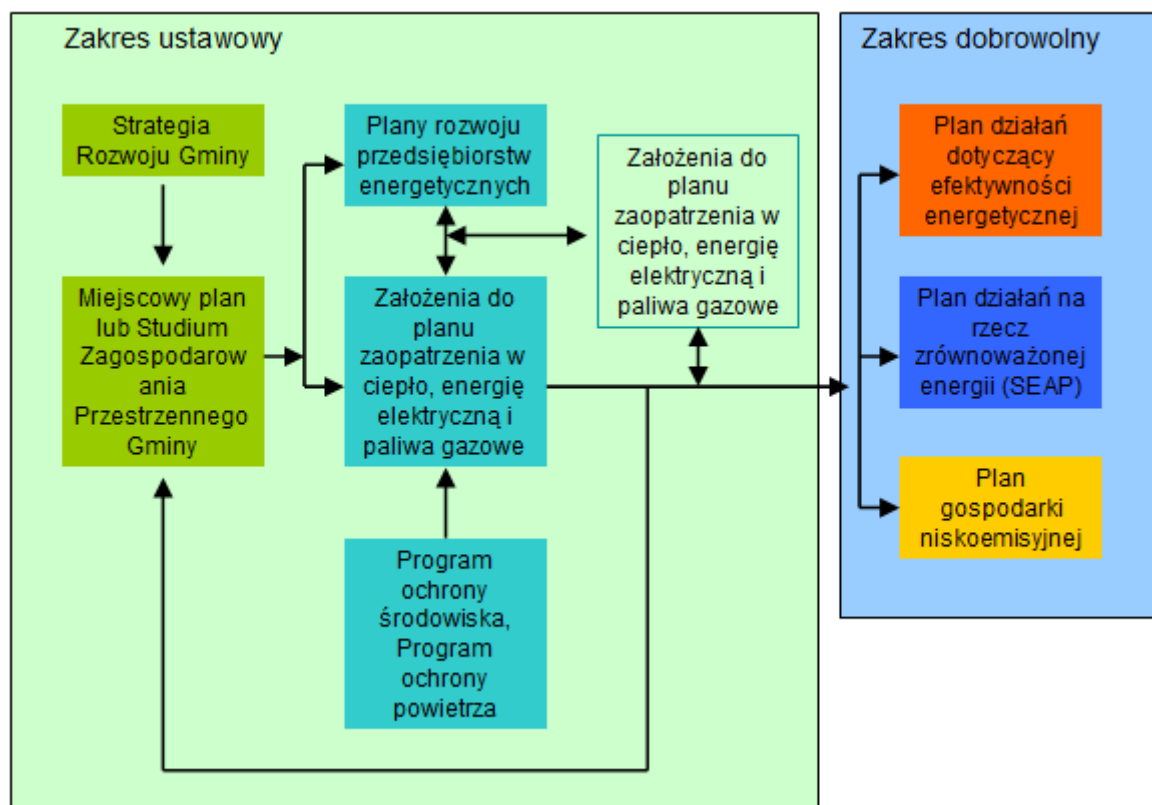 Zakres ustawowy
Strategia
Rozwoju Gminy
Miejscowy plan
lub Studium
Zagospodarow
ania
Przestrzennego
Gminy
Plany rozwoju
przedsiębiorstw
energetycznych
Założenia do
planu
zaopatrzenia w
ciepło, energię
elektryczną i
paliwa gazowe
Program
ochrony
środowiska,
Program
ochrony
powietrza
Założenia do
planu
zaopatrzenia w
ciepło, energię
elektryczną i
paliwa gazowe
Zakres dobrowolny
Plan działań
dotyczący
efektywności
energetycznej
Plan działań na
rzecz
zrównoważonej
energii (SEAP)
Plan
gospodarki
niskoemisyjnej